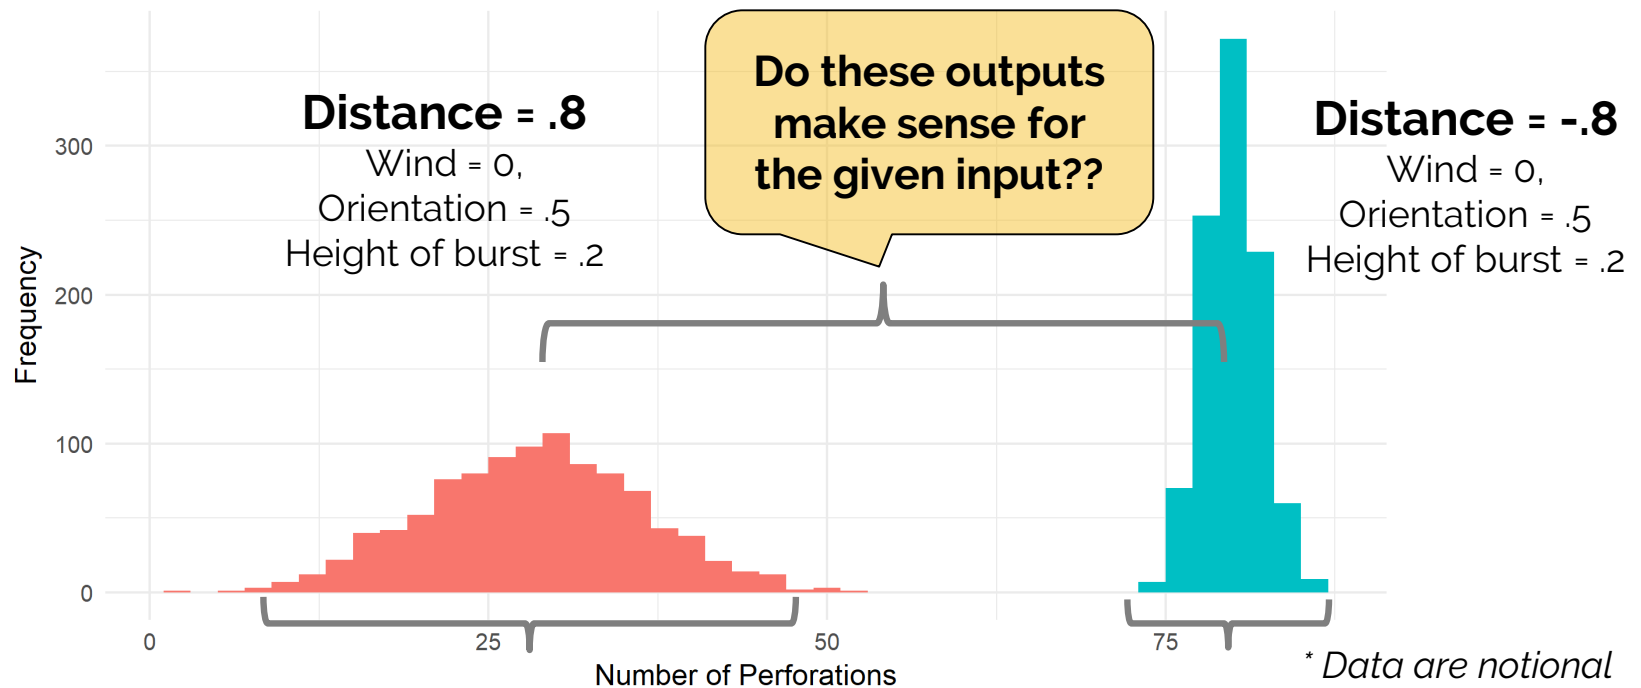 Do these outputs
make sense for
the given input??
Distance = .8
Wind = 0,
Orientation = .5
Height of burst = .2
Distance = -.8
Wind = 0,
Orientation = .5
Height of burst = .2
Frequency
300
200
100
0
0
25
50
75
Number of Perforations
* Data are notional